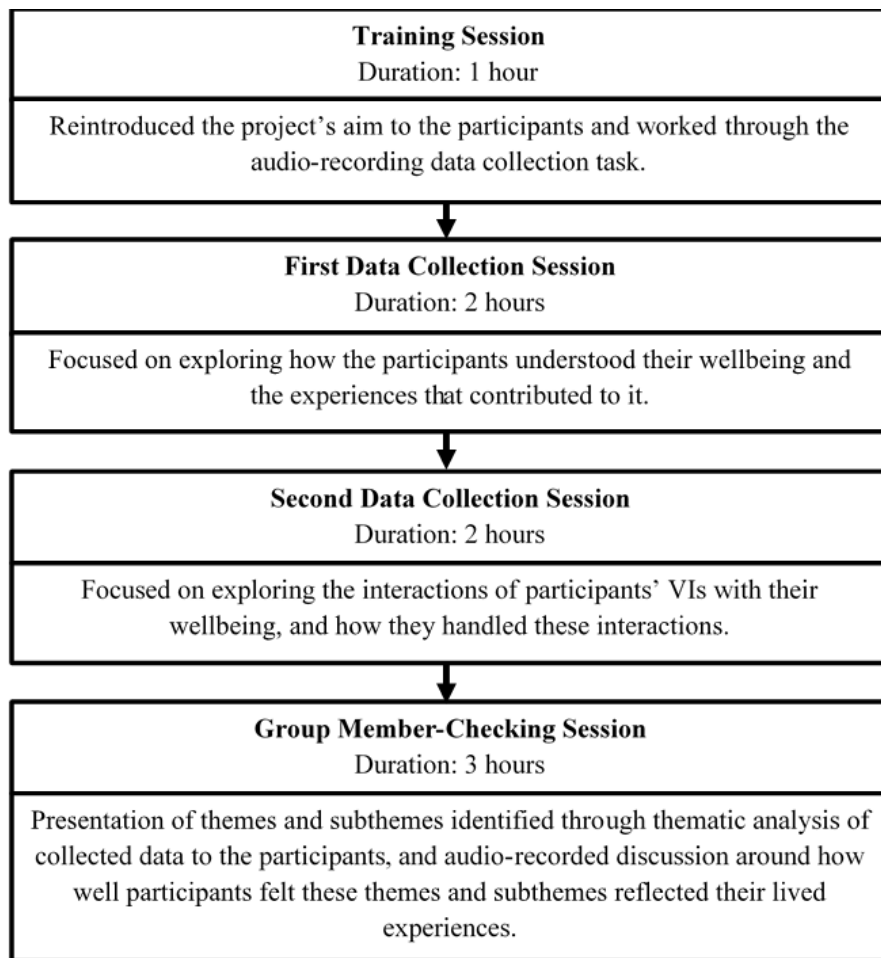 Training Session
Duration: 1 hour
Reintroduced the project's aim to the participants and worked through the
audio-recording data collection task.
First Data Collection Session
Duration: 2 hours
Focused on exploring how the participants understood their wellbeing and
the experiences that contributed to it.
Second Data Collection Session
Duration: 2 hours
Focused on exploring the interactions of participants' VIs with their
wellbeing, and how they handled these interactions.
Group Member-Checking Session
Duration: 3 hours
Presentation of themes and subthemes identified through thematic analysis of
collected data to the participants, and audio-recorded discussion around how
well participants felt these themes and subthemes reflected their lived
experiences.